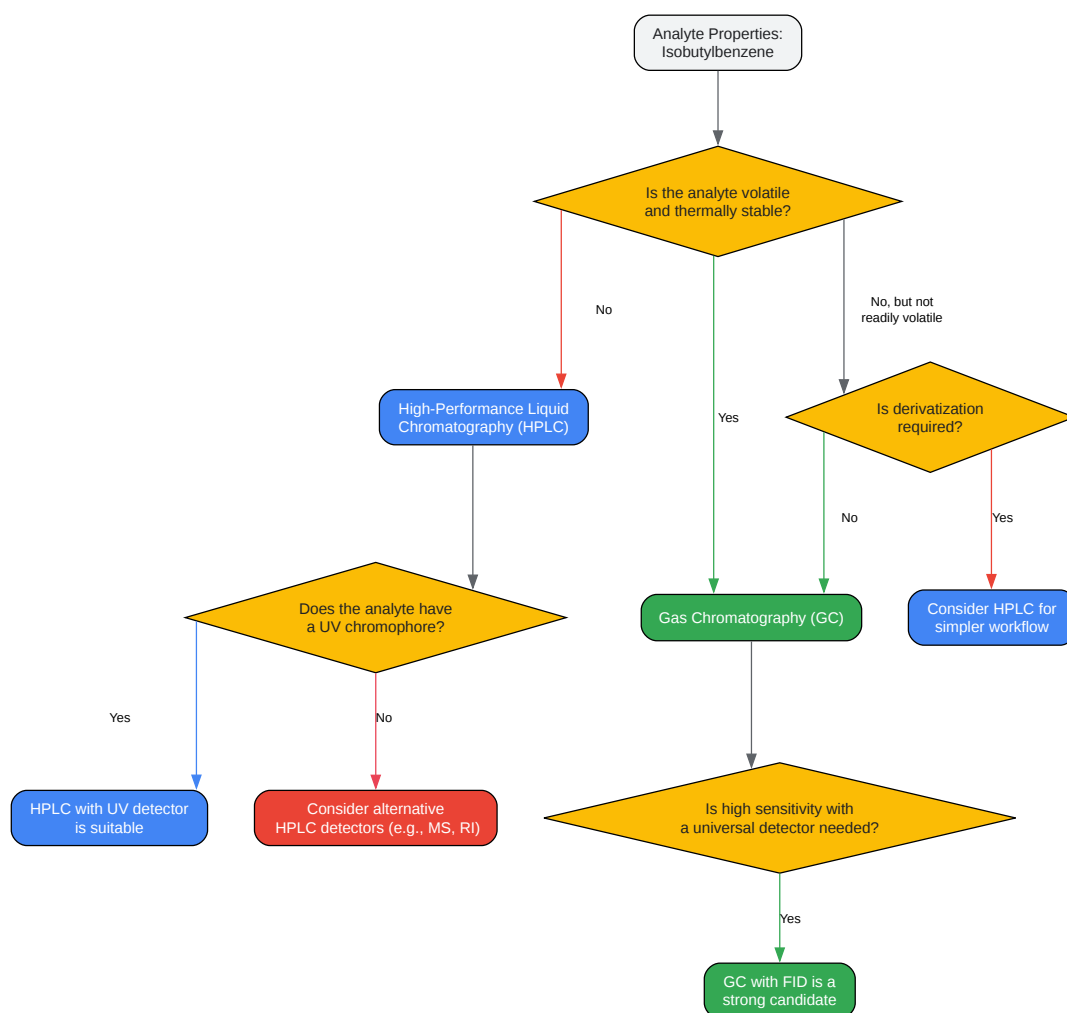 Analyte Properties:
Isobutylbenzene
Is the analyte volatile
and thermally stable?
No
No, but not
readily volatile
High-Performance Liquid
Chromatography (HPLC)
Yes
Is derivatization
required?
No
Yes
Does the analyte have
a UV chromophore?
Gas Chromatography (GC)
Consider HPLC for
simpler workflow
Yes
No
HPLC with UV detector
is suitable
Consider alternative
HPLC detectors (e.g., MS, RI)
Is high sensitivity with
a universal detector needed?
Yes
GC with FID is a
strong candidate